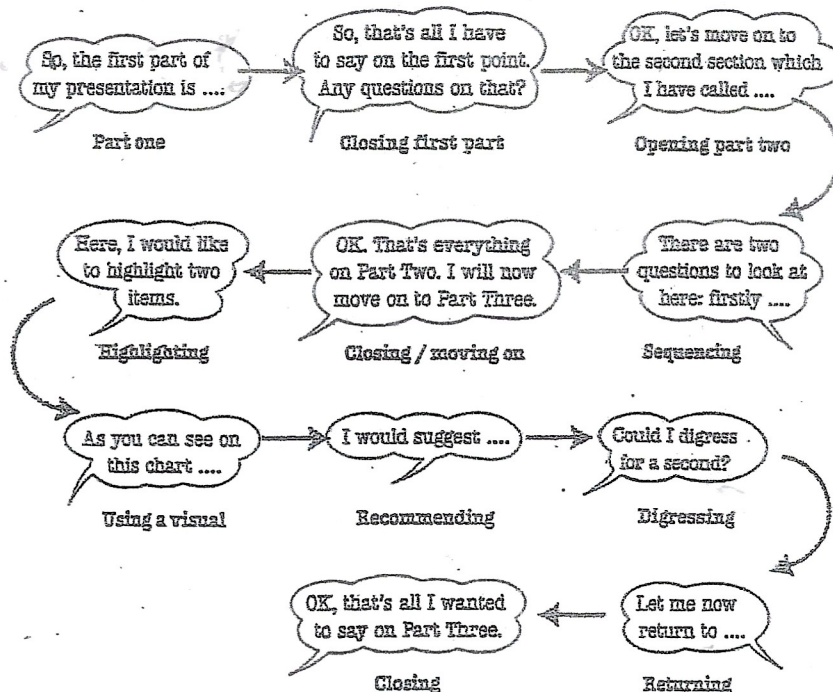 So, the first part of
my presentation is ....
Part one
So, that's all I have
to say on the first point.
Any questions on that?
Closing first part
OK, let's move on to
the second section which
I have called ....
Opening part two
There are two
questions to look at
here: firstly ....
Sequencing
OK. That's everything
on Part Two. I will now
move on to Part Three.
Closing / moving on
Here, I would like
to highlight two
items.
Highlighting
As you can see on
this chart ....
Using a visual
I would suggest ....
Recommending
Could I digress
for a second?
Digressing
Let me now
return to ....
Returning
OK, that's all I wanted
to say on Part Three.
Closing